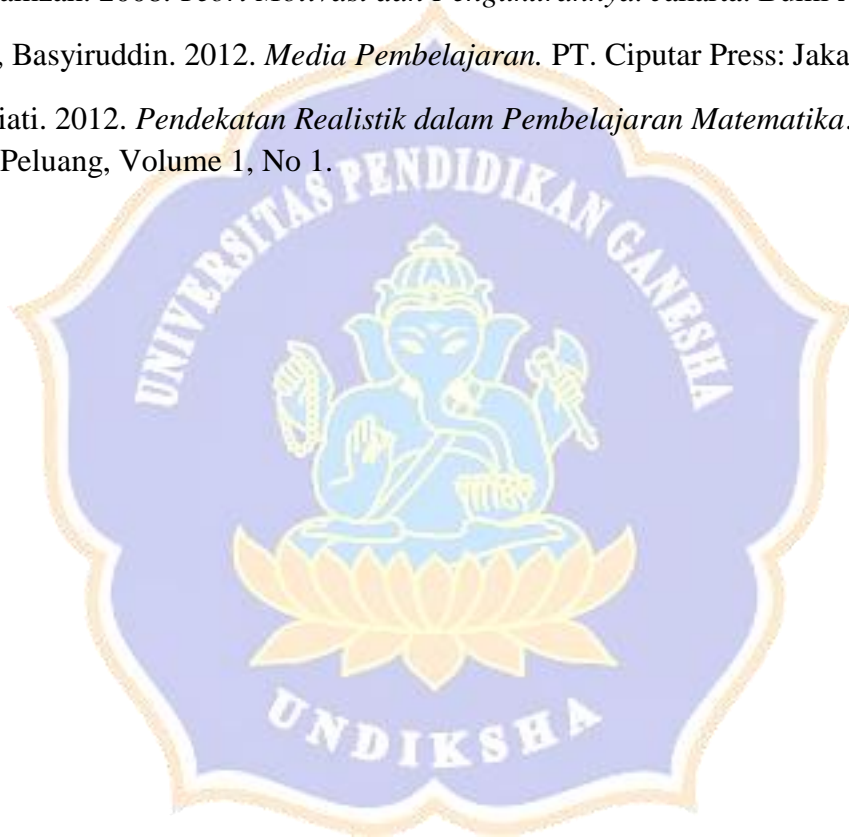 , Basyiruddin. 2012. Media Pembelajaran. PT. Ciputar Press: Jaka
iati. 2012. Pendekatan Realistik dalam Pembelajaran Matematika.
Peluang, Volume 1, No 1.
UNIVERSITAS PENDIDIKAN GANESHA
UNDIKSHA